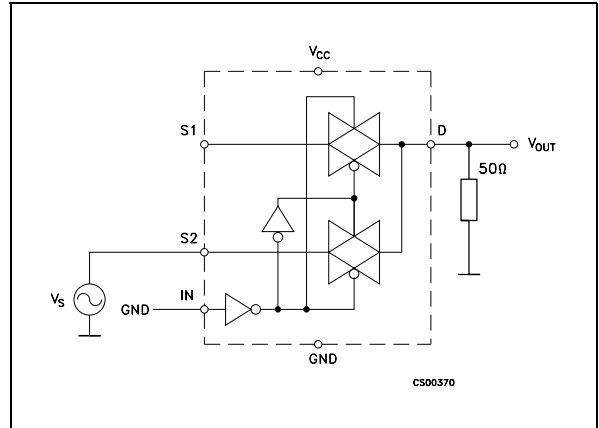 VCC
S1
D
VOUT
50Ω
S2
VS
GND
IN
GND
CS00370